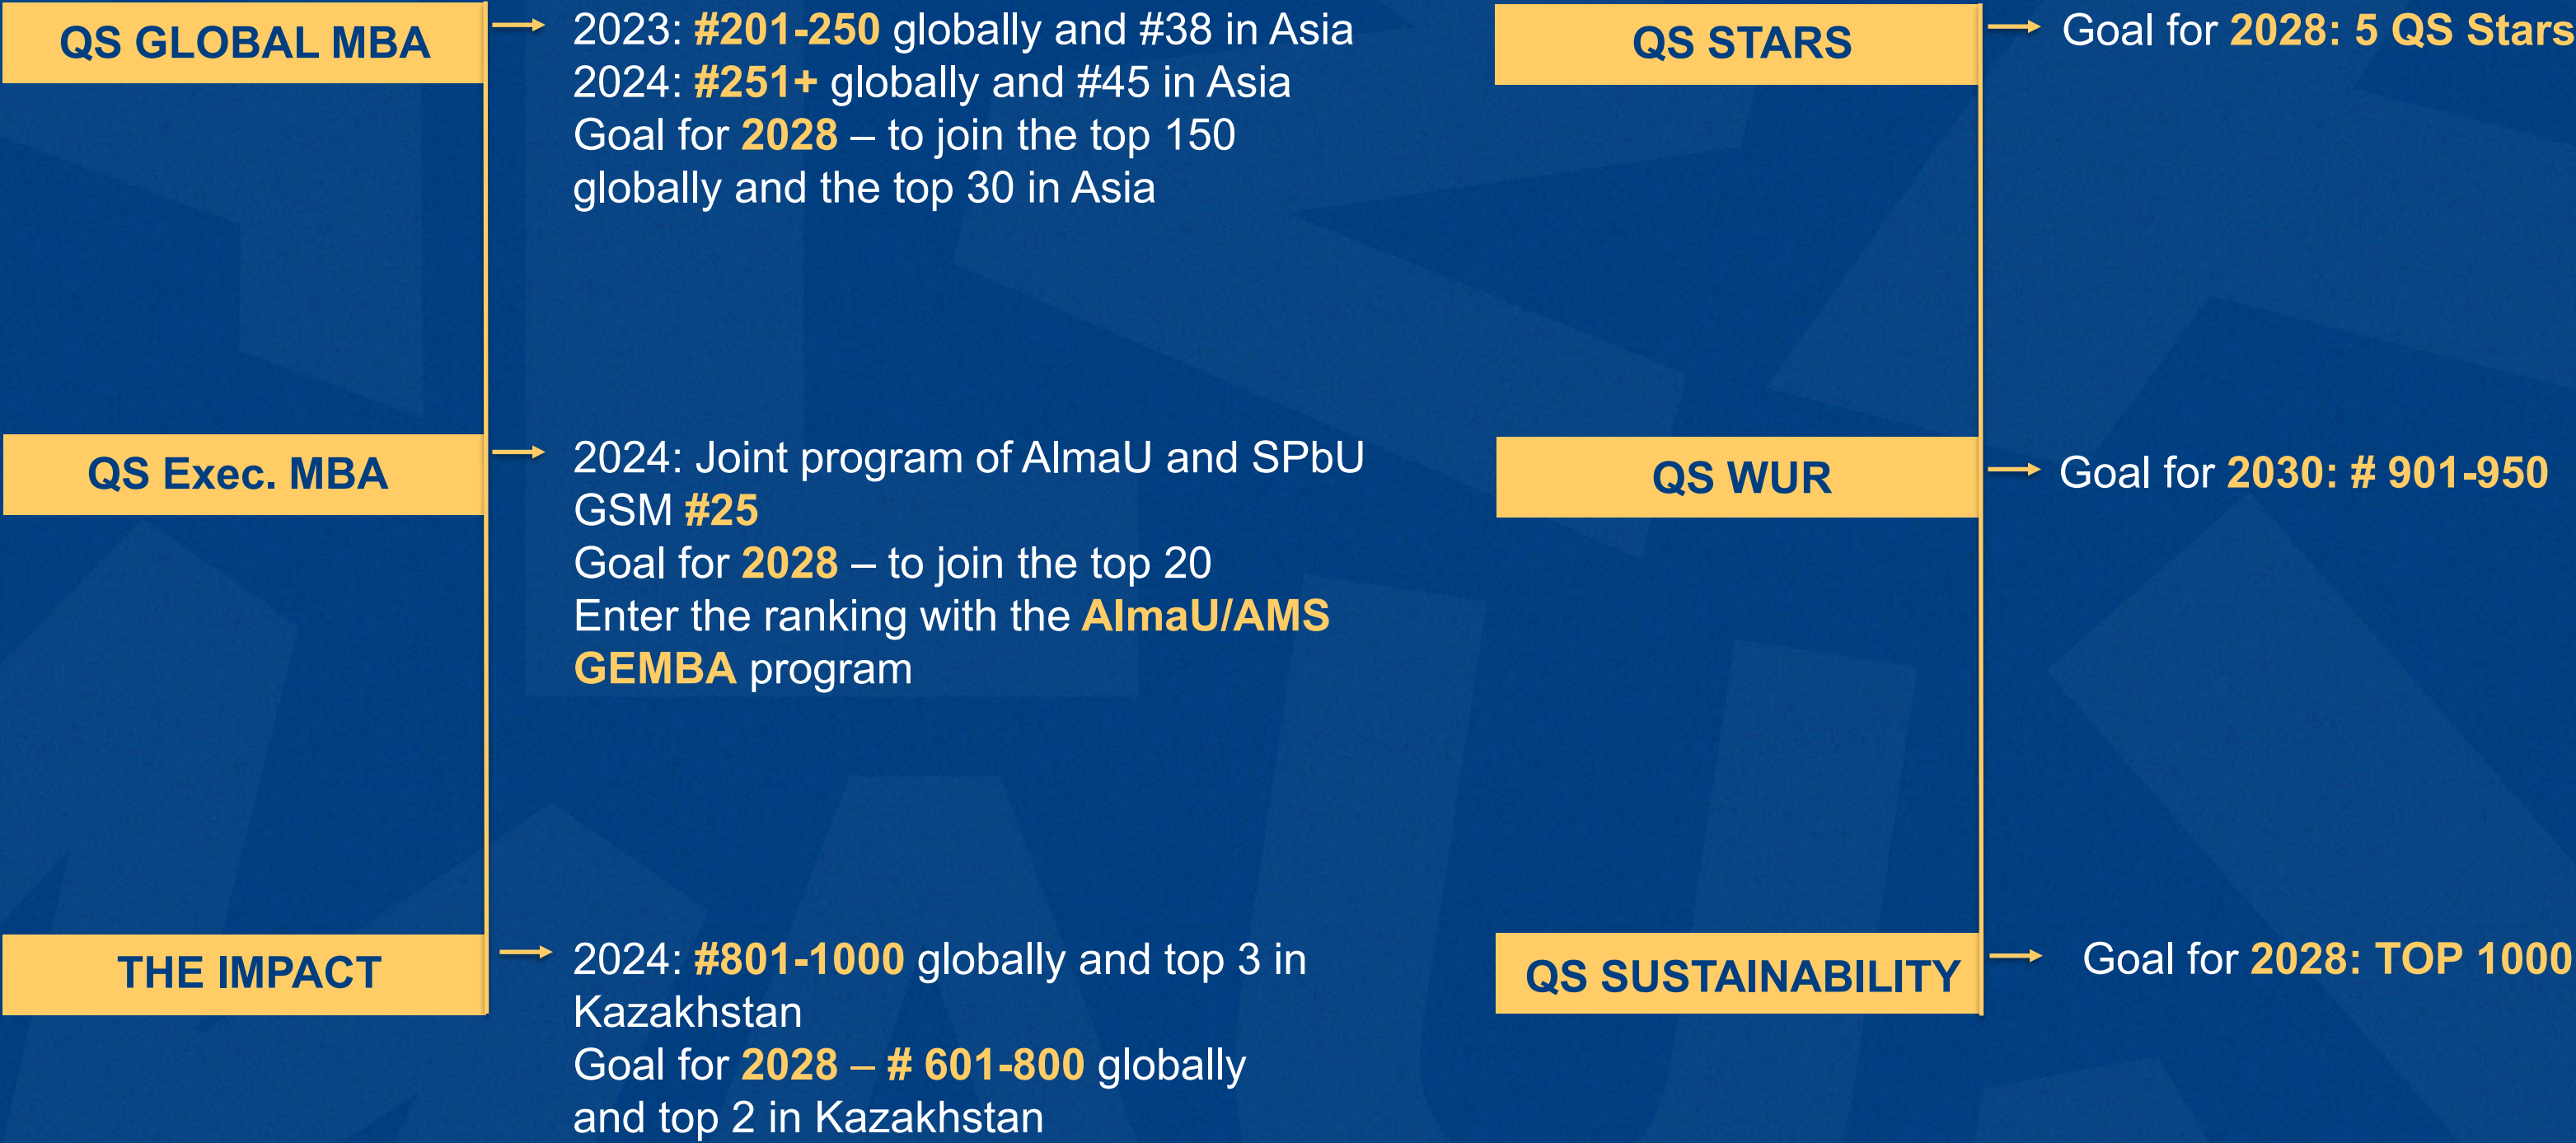 QS GLOBAL MBA
2023: #201-250 globally and #38 in Asia
2024: #251+ globally and #45 in Asia
Goal for 2028 – to join the top 150
globally and the top 30 in Asia
QS Exec. MBA
2024: Joint program of AlmaU and SPbU
GSM #25
Goal for 2028 – to join the top 20
Enter the ranking with the AlmaU/AMS
GEMBA program
THE IMPACT
2024: #801-1000 globally and top 3 in
Kazakhstan
Goal for 2028 – # 601-800 globally
and top 2 in Kazakhstan
QS STARS
Goal for 2028: 5 QS Stars
QS WUR
Goal for 2030: # 901-950
QS SUSTAINABILITY
Goal for 2028: TOP 1000